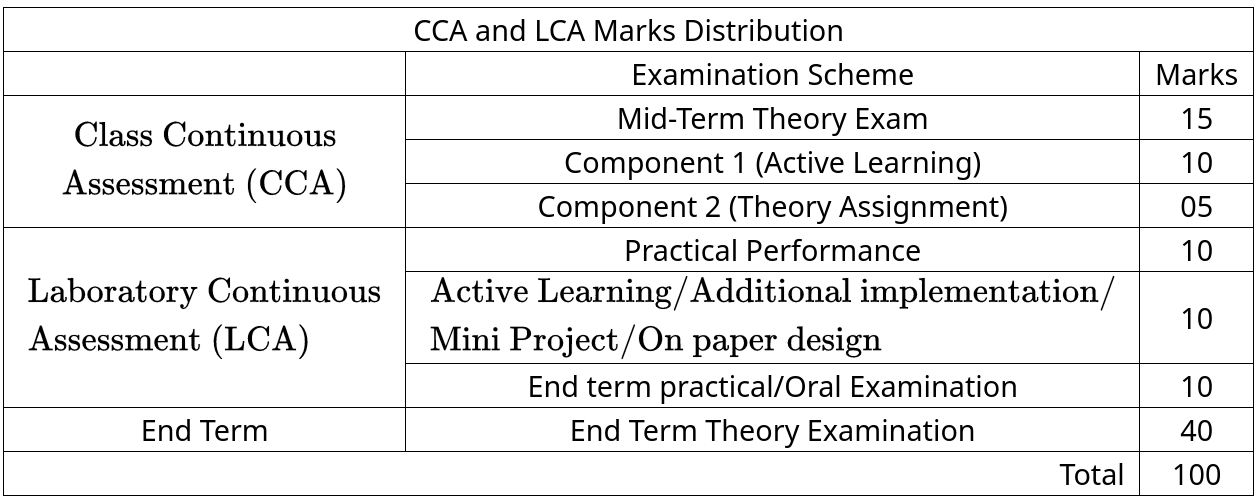 CCA and LCA Marks Distribution
Examination Scheme Marks
Class Continuous
Assessment (CCA)
Mid-Term Theory Exam 15
Component 1 (Active Learning) 10
Component 2 (Theory Assignment) 05
Laboratory Continuous
Assessment (LCA)
Practical Performance 10
Active Learning/Additional implementation/
Mini Project/On paper design 10
End term practical/Oral Examination 10
End Term End Term Theory Examination 40
Total 100